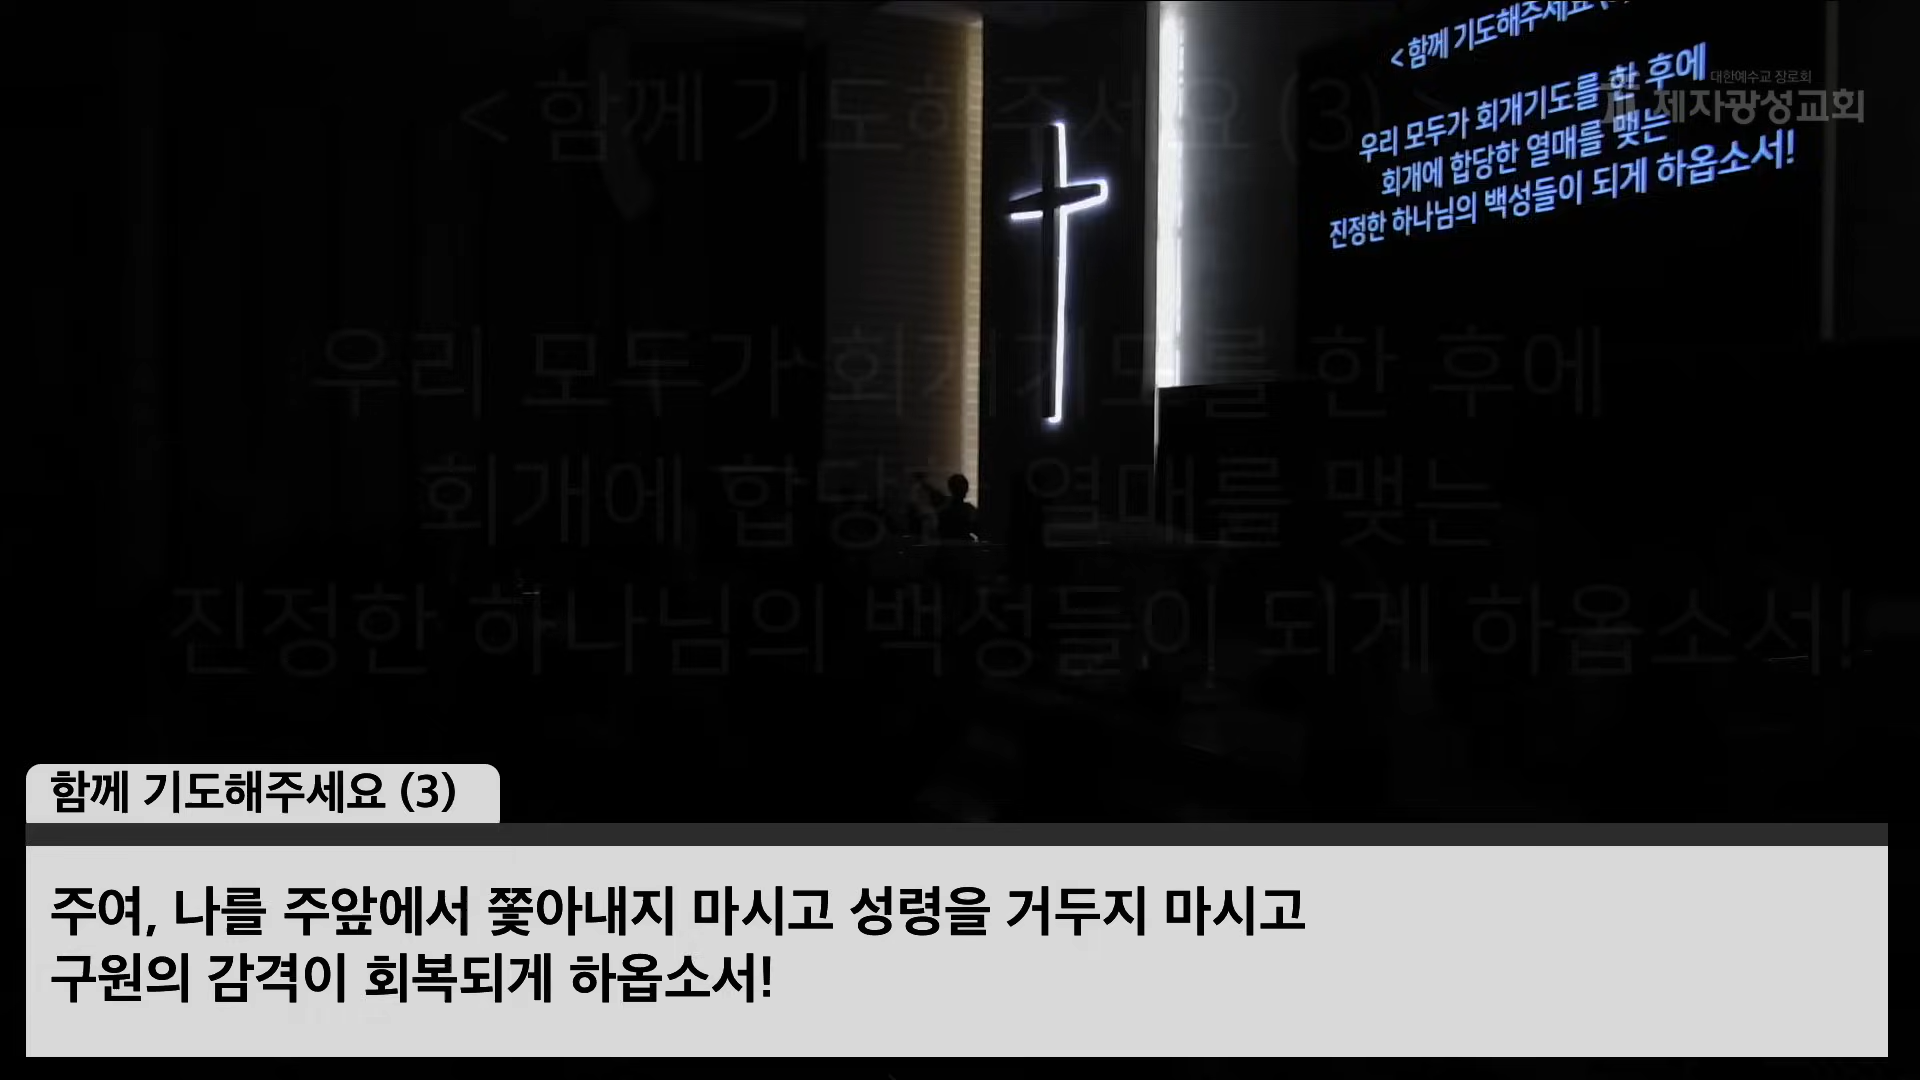 < 함께 기도해주세요 (3)
우리 모두가 회개기도를 한 후에
회개에 합당한 열매를 맺는
진정한 하나님의 백성들이 되게 하옵소서!
대한예수교 장로회
제자광성교회
< 함께 기도해주세요 (3) >
우리 모두가 회개기도를 한 후에
회개에 합당한 열매를 맺는
진정한 하나님의 백성들이 되게 하옵소서!
함께 기도해주세요 (3)
주여, 나를 주앞에서 쫓아내지 마시고 성령을 거두지 마시고
구원의 감격이 회복되게 하옵소서!